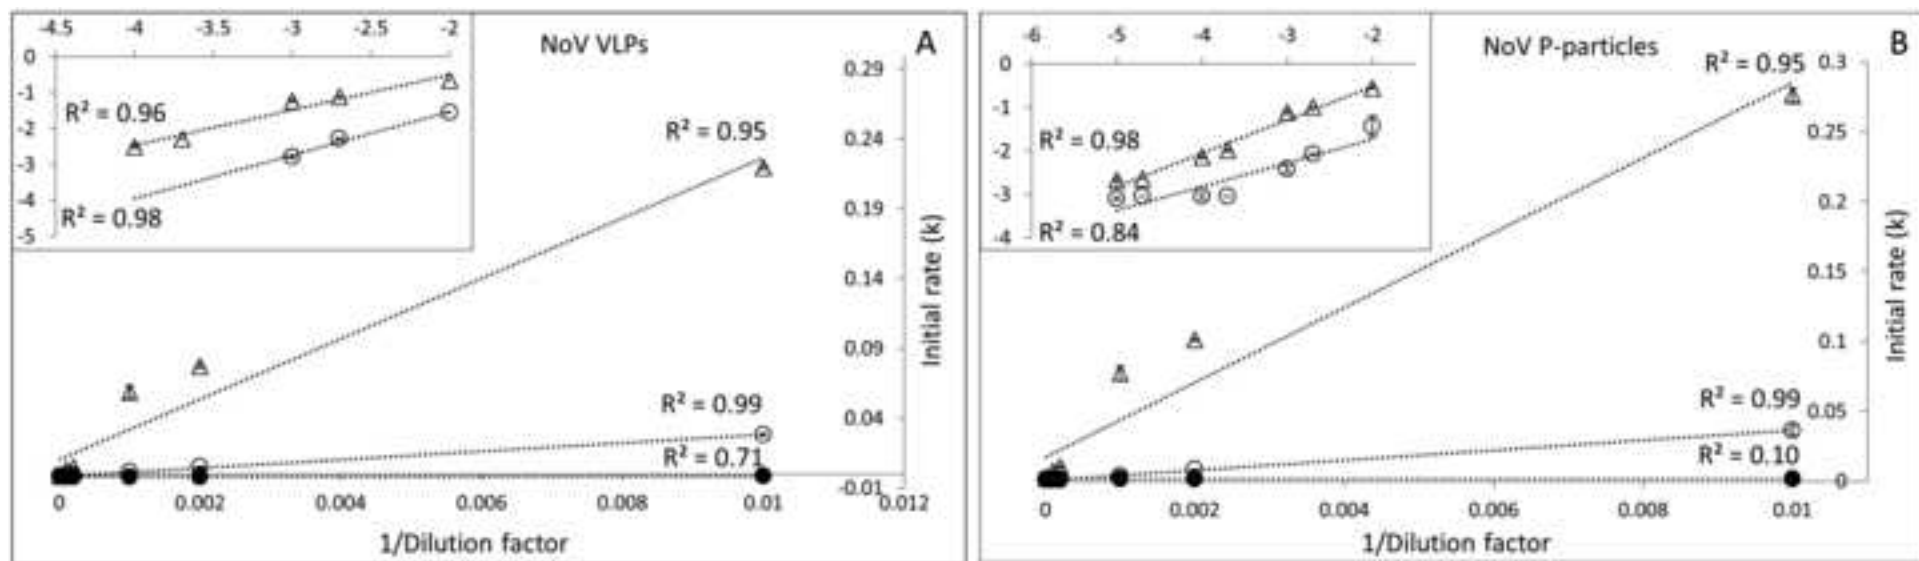 -4.5 -4 -3.5 -3 -2.5 -2
NoV VLPs
A
0
-1
-2
-3
-4
-5
R² = 0.96
R² = 0.98
0.29
0.24
0.19
0.14
0.09
0.04
-0.01
Initial rate (k)
R² = 0.95
R² = 0.99
R² = 0.71
0 0.002 0.004 0.006 0.008 0.01 0.012
1/Dilution factor
-6 -5 -4 -3 -2
NoV P-particles
B
0
-1
-2
-3
-4
R² = 0.98
R² = 0.84
0.3
0.25
0.2
0.15
0.1
0.05
0
Initial rate (k)
R² = 0.95
R² = 0.99
R² = 0.10
0 0.002 0.004 0.006 0.008 0.01
1/Dilution factor